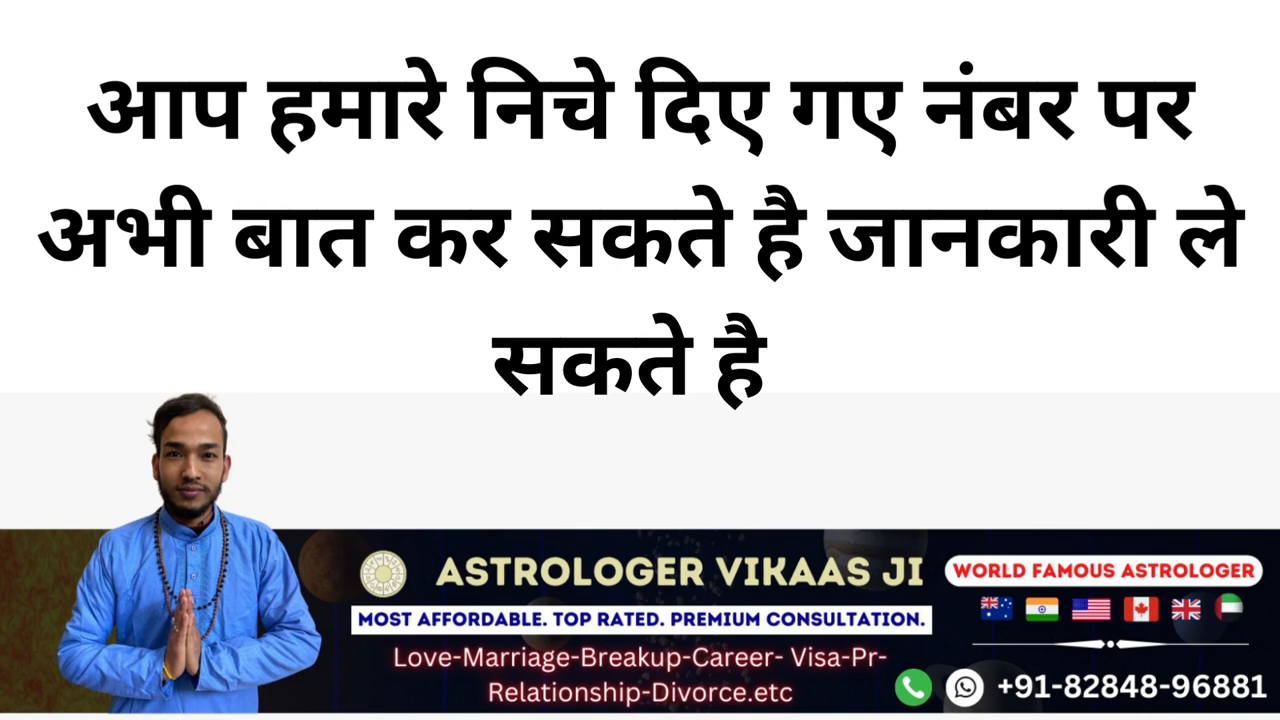 आप हमारे निचे दिए गए नंबर पर
अभी बात कर सकते है जानकारी ले
सकते है
ASTROLOGER VIKAAS JI
WORLD FAMOUS ASTROLOGER
MOST AFFORDABLE. TOP RATED. PREMIUM CONSULTATION.
Love-Marriage-Breakup-Career- Visa-Pr-
Relationship-Divorce.etc
+91-82848-96881